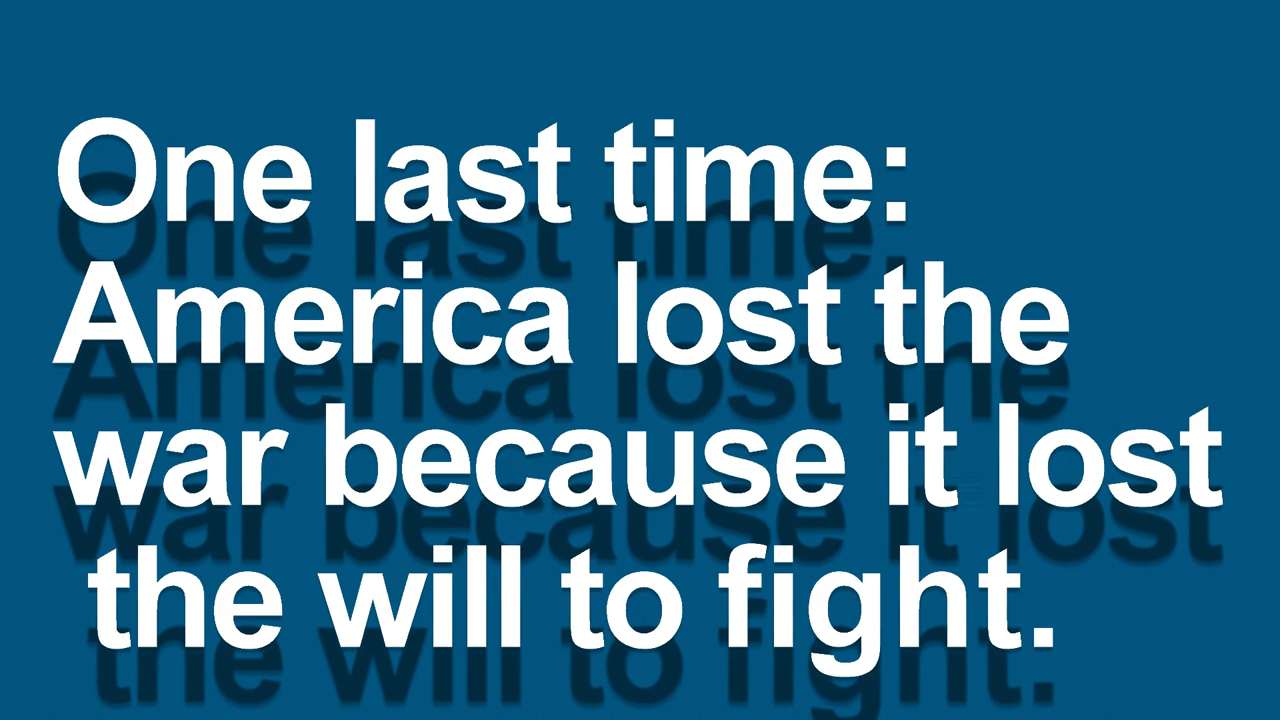 One last time:
America lost the
war because it lost
the will to fight.